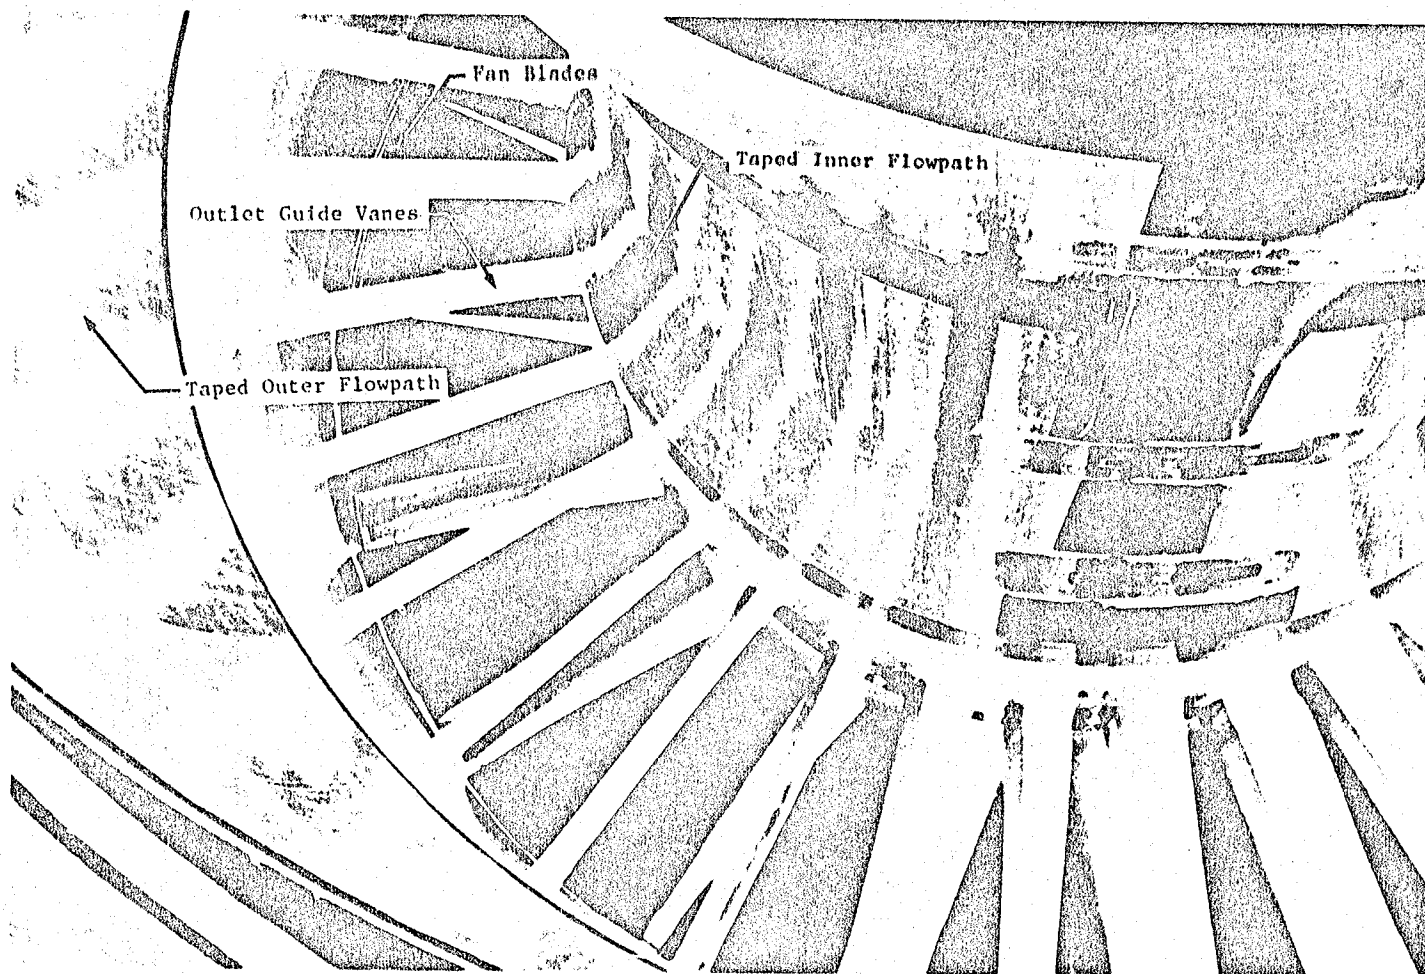 Fan Blades
Taped Inner Flowpath
Outlet Guide Vanes
Taped Outer Flowpath